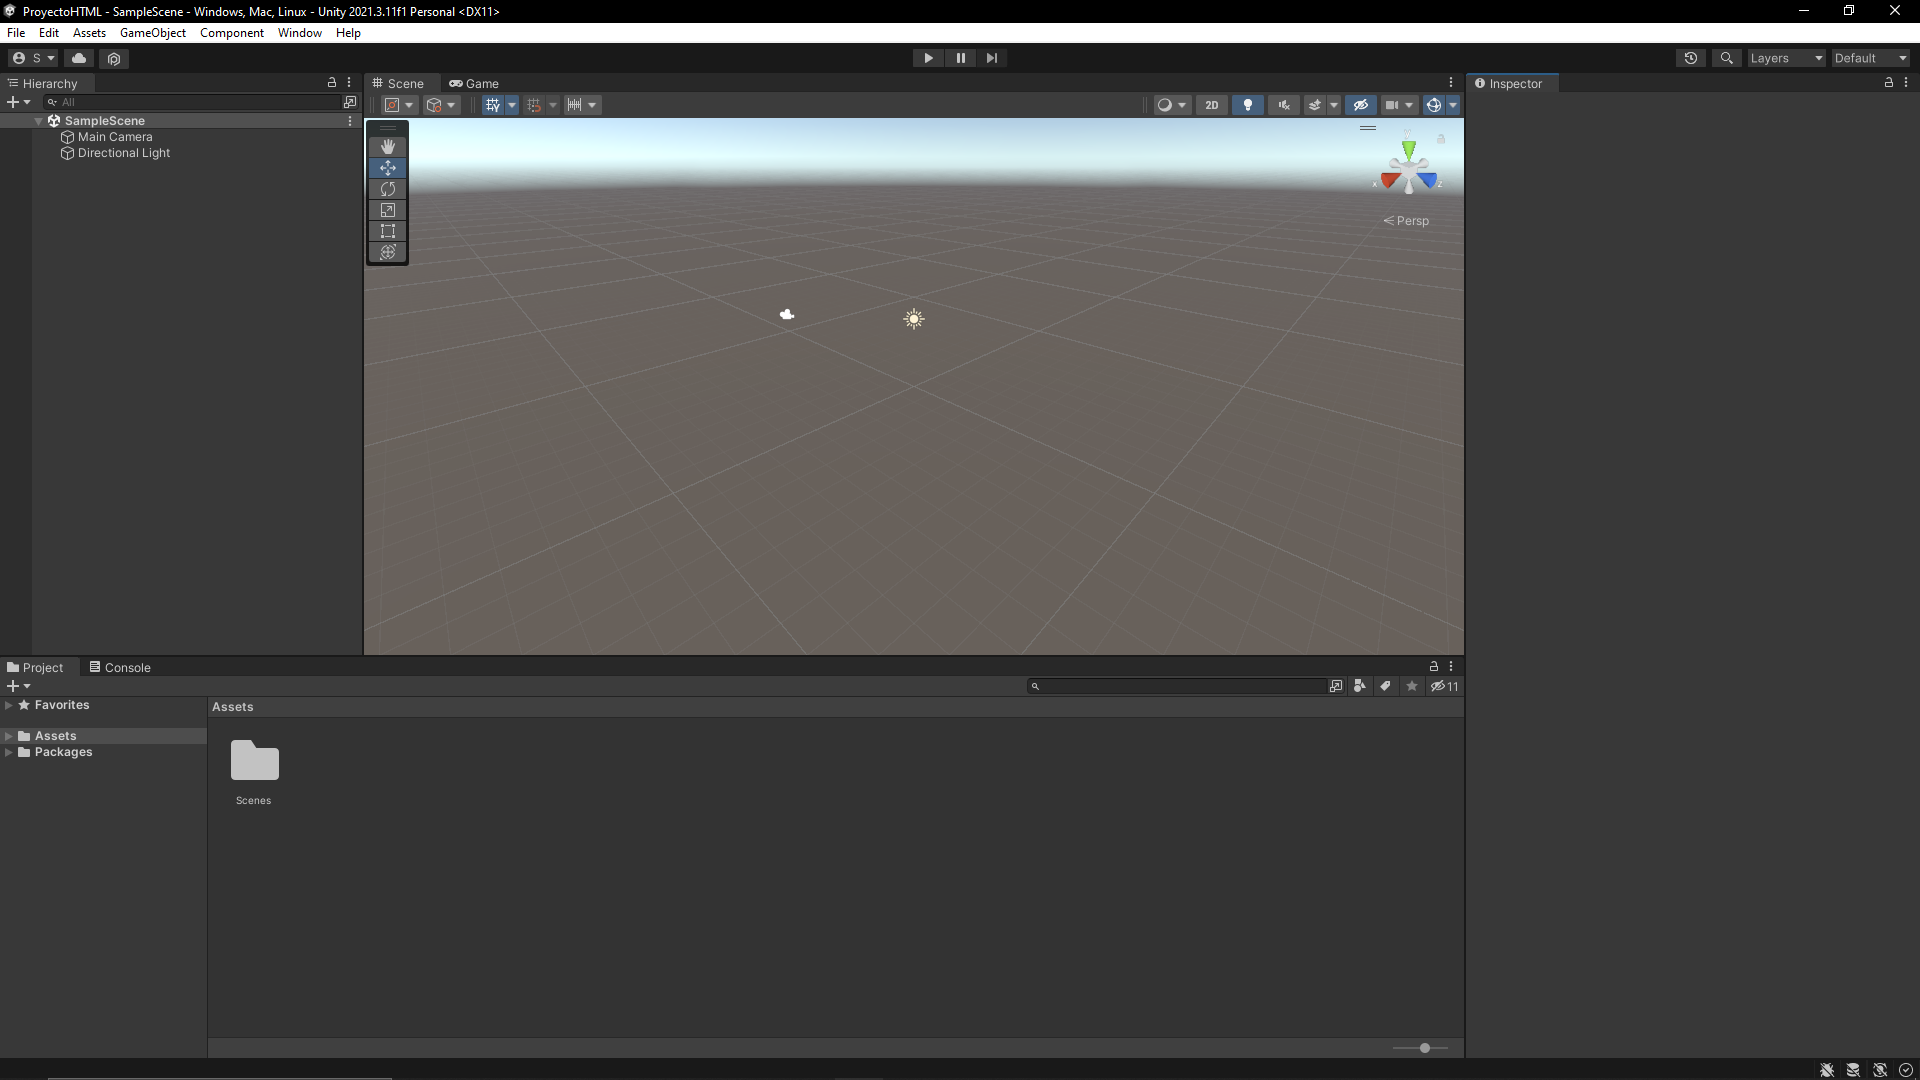 ProyectoHTML - SampleScene - Windows, Mac, Linux - Unity 2021.3.11f1 Personal <DX11>
File Edit Assets GameObject Component Window Help
S
Layers Default
Hierarchy
All
SampleScene
Main Camera
Directional Light
Scene Game
2D
y
x
z
Persp
Inspector
Project Console
11
Favorites
Assets
Packages
Assets
Scenes